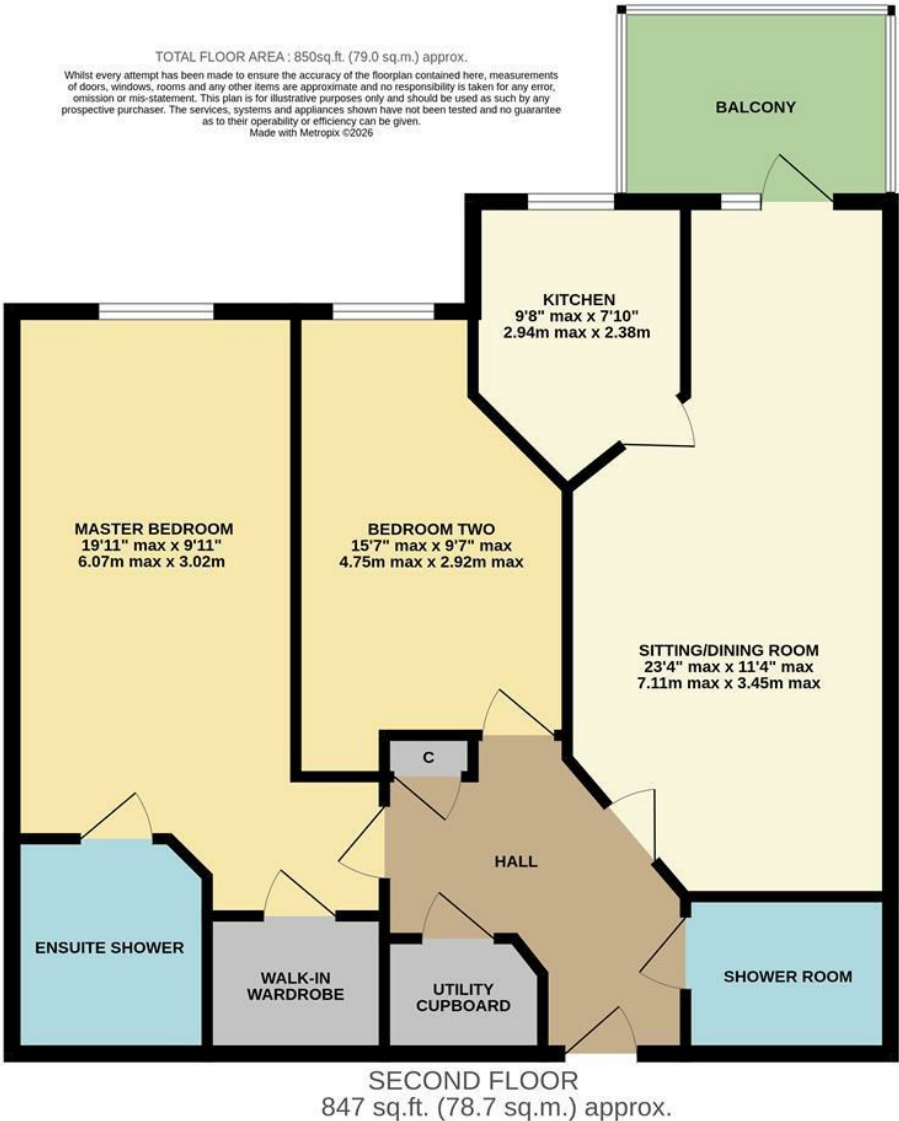 TOTAL FLOOR AREA : 850sq.ft. (79.0 sq.m.) approx.
Whilst every attempt has been made to ensure the accuracy of the floorplan contained here, measurements
of doors, windows, rooms and any other items are approximate and no responsibility is taken for any error,
omission or mis-statement. This plan is for illustrative purposes only and should be used as such by any
prospective purchaser. The services, systems and appliances shown have not been tested and no guarantee
as to their operability or efficiency can be given.
Made with Metropix ©2026
BALCONY
KITCHEN
9'8" max x 7'10"
2.94m max x 2.38m
MASTER BEDROOM
19'11" max x 9'11"
6.07m max x 3.02m
BEDROOM TWO
15'7" max x 9'7" max
4.75m max x 2.92m max
SITTING/DINING ROOM
23'4" max x 11'4" max
7.11m max x 3.45m max
C
HALL
ENSUITE SHOWER
WALK-IN
WARDROBE
UTILITY
CUPBOARD
SHOWER ROOM
SECOND FLOOR
847 sq.ft. (78.7 sq.m.) approx.